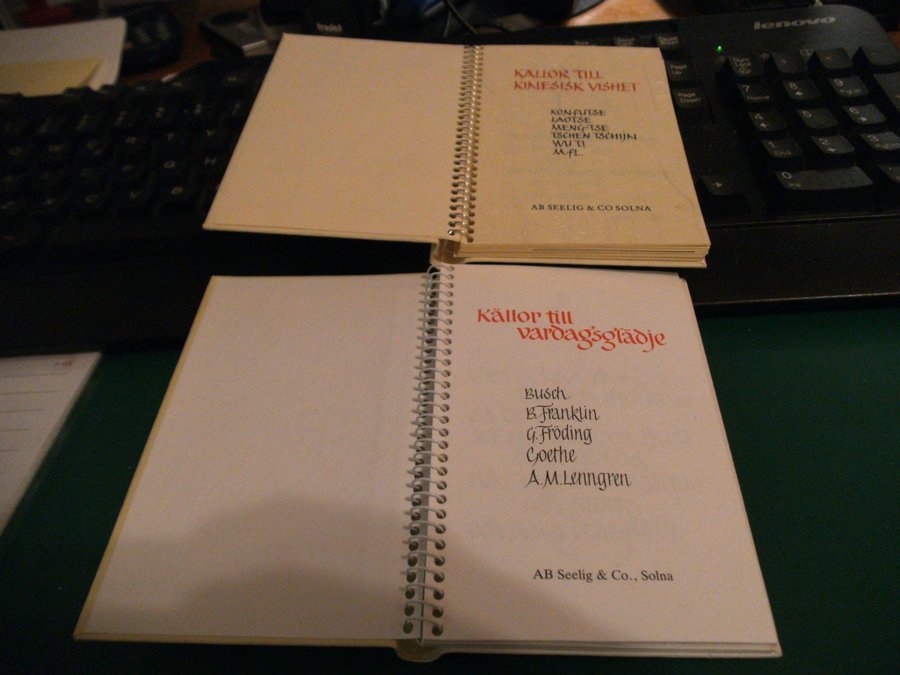 lenovo
KÄLLOR TILL
KINESISK VISHET
KONFUTSE
LAOTSE
MENG-TSE
TSCHEN TSCHIJN
WU TI
M.FL.
AB SEELIG & CO SOLNA
Källor till
vardagsglädje
Busch
B. Franklin
G. Fröding
Goethe
A.M. Lenngren
AB Seelig & Co., Solna